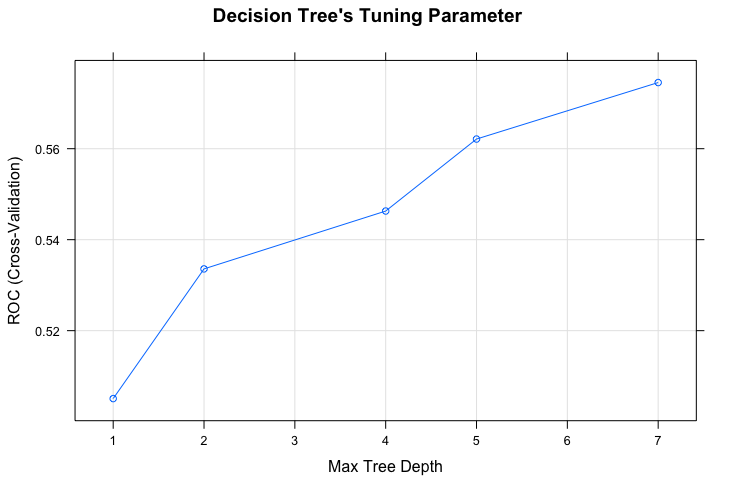 Decision Tree's Tuning Parameter
ROC (Cross-Validation)
0.56
0.54
0.52
1 2 3 4 5 6 7
Max Tree Depth